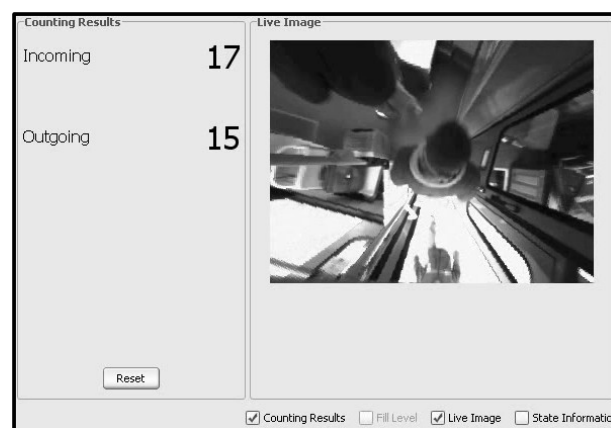 Counting Results
Incoming 17
Outgoing 15
Reset
Live Image
Counting Results Fill Level Live Image State Informatio